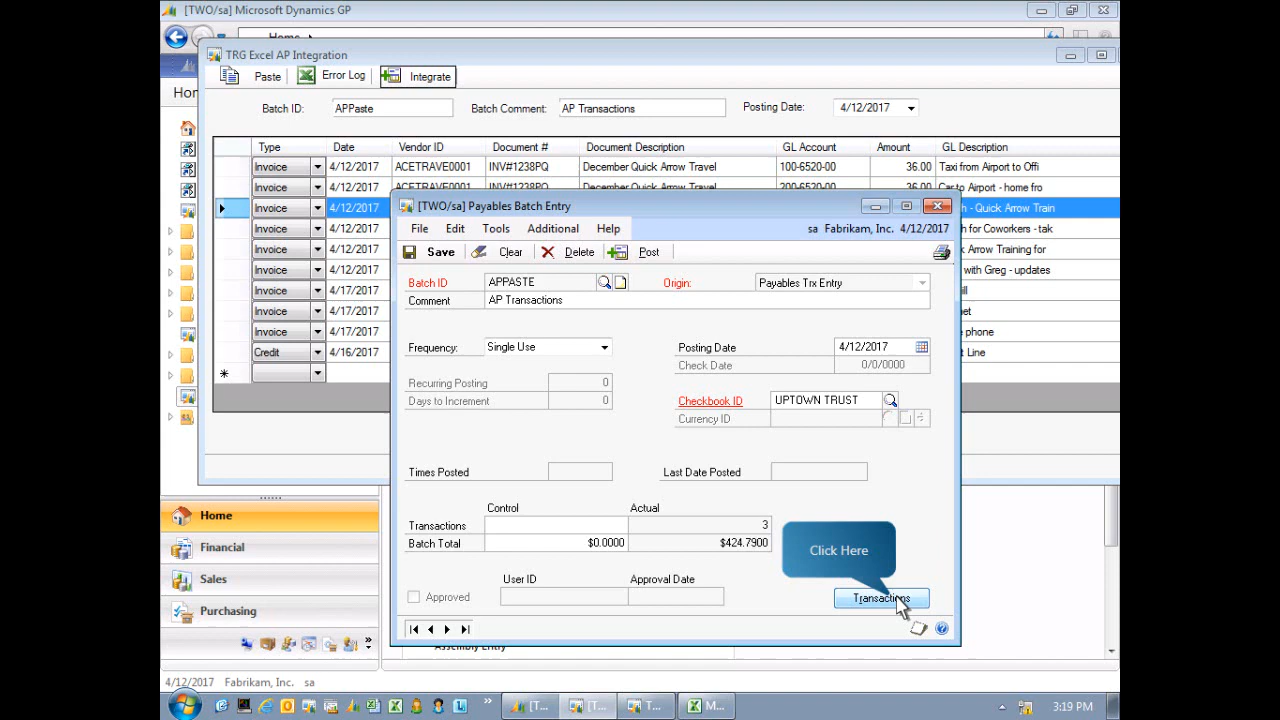 [TWO/sa] Microsoft Dynamics GP
Home
TRG Excel AP Integration
Paste Error Log Integrate
Batch ID: APPaste Batch Comment: AP Transactions Posting Date: 4/12/2017
Type Date Vendor ID Document # Document Description GL Account Amount GL Description
Invoice 4/12/2017 ACETRAVE0001 INV#1238PQ December Quick Arrow Travel 100-6520-00 36.00 Taxi from Airport to Offi
Invoice 4/12/2017 ACETRAVE0001 INV#1238PQ December Quick Arrow Travel 200-6520-00 36.00 Car to Airport - home fro
Invoice 4/12/2017 - Quick Arrow Train
Invoice 4/12/2017 for Coworkers - tak
Invoice 4/12/2017 Arrow Training for
Invoice 4/12/2017 with Greg - updates
Invoice 4/17/2017
Invoice 4/17/2017
Invoice 4/17/2017 phone
Credit 4/16/2017 Line
[TWO/sa] Payables Batch Entry
File Edit Tools Additional Help sa Fabrikam, Inc. 4/12/2017
Save Clear Delete Post
Batch ID APPASTE Origin: Payables Trx Entry
Comment AP Transactions
Frequency: Single Use Posting Date 4/12/2017
Check Date 0/0/0000
Recurring Posting 0
Days to Increment 0 Checkbook ID UPTOWN TRUST
Currency ID
Times Posted Last Date Posted
Control Actual
Transactions 3
Batch Total $0.0000 $424.7900
Click Here
User ID Approval Date
Approved
Transactions
Home
Financial
Sales
Purchasing
Assembly Entry
4/12/2017 Fabrikam, Inc. sa
[T... [T... T... M... 3:19 PM